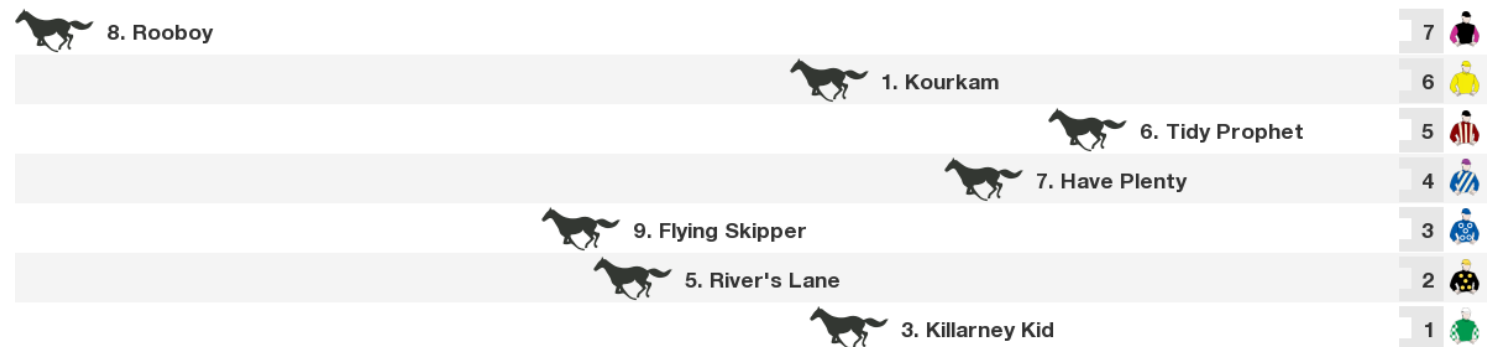 8. Rooboy 7
1. Kourkam 6
6. Tidy Prophet 5
7. Have Plenty 4
9. Flying Skipper 3
5. River's Lane 2
3. Killarney Kid 1